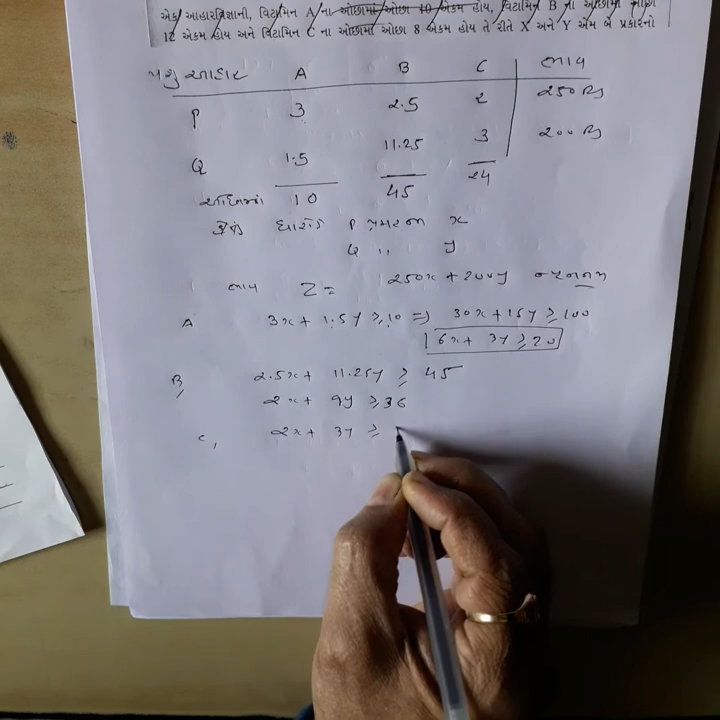 એક આહારવિજ્ઞાની, વિટામિન A ના ઓછામાં ઓછા 10 એકમ હોય, વિટામિન B ના ઓછામાં
12 એકમ હોય અને વિટામિન C ના ઓછામાં ઓછા 8 એકમ હોય તે રીતે X અને Y એમ બે પ્રકારનો
પશુ આહાર A B C ભાવ
P 3 2.5 2 250 Rs
Q 1.5 11.25 3 200 Rs
10 45 24
ધારો કે P x
Q ,, y
ભાવ Z = 250x + 200y ન્યૂનતમ
A 3x + 1.5y ≥ 10 ⇒ 30x + 15y ≥ 100
6x + 3y ≥ 20
B, 2.5x + 11.25y ≥ 45
2x + 9y ≥ 36
C, 2x + 3y ≥